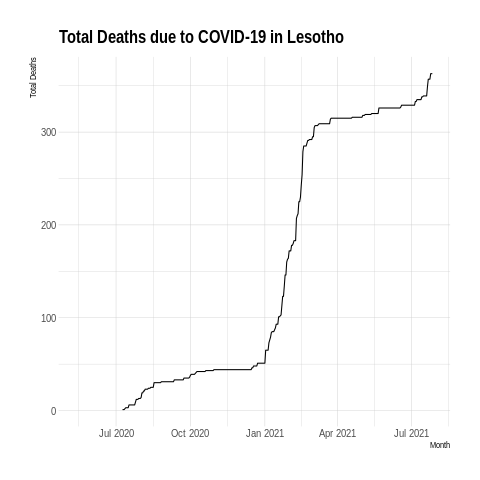 Total Deaths due to COVID-19 in Lesotho
Total Deaths
300
200
100
0
Jul 2020 Oct 2020 Jan 2021 Apr 2021 Jul 2021
Month